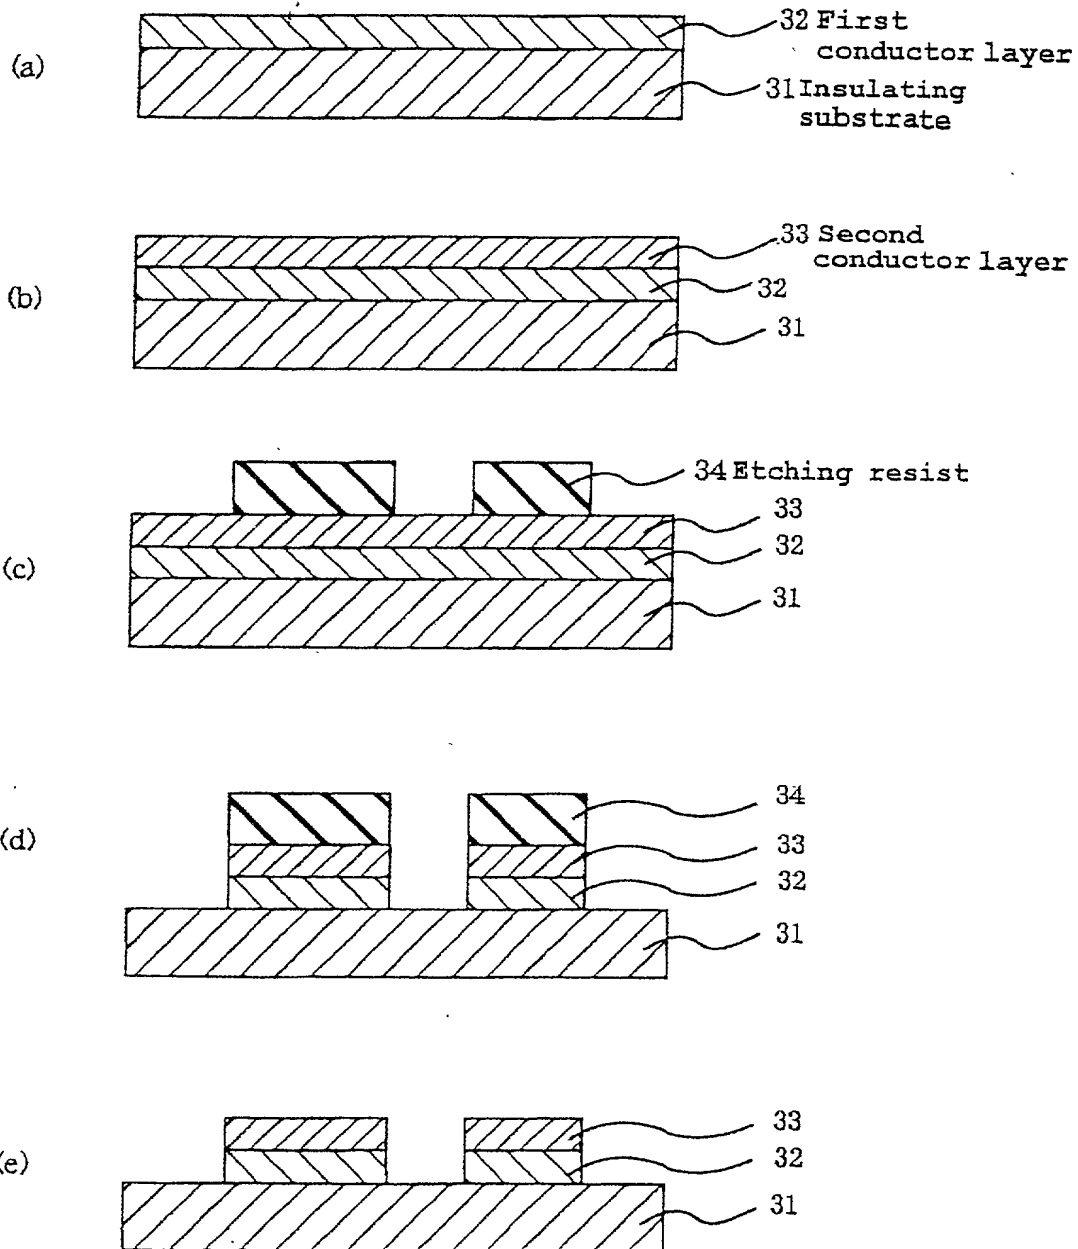 32 First
conductor layer
(a)
31 Insulating
substrate
33 Second
conductor layer
(b)
32
31
34 Etching resist
33
32
(c)
31
34
(d)
33
32
31
33
(e)
32
31